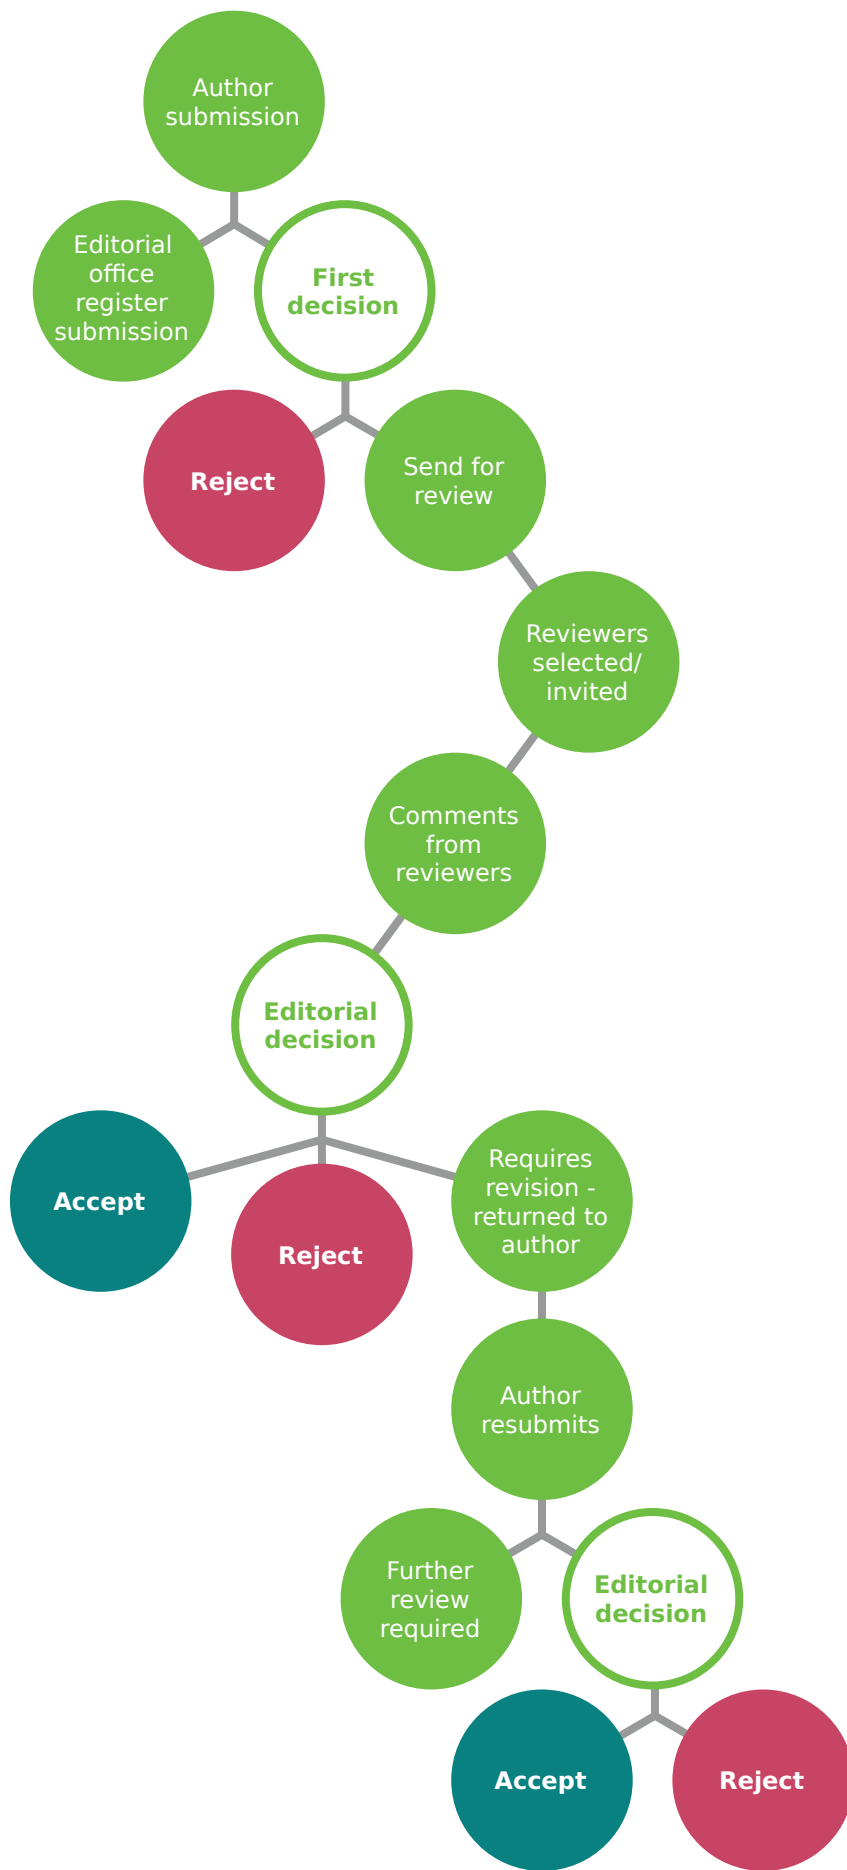 Author
submission
Editorial
office
register
submission
First
decision
Reject
Send for
review
Reviewers
selected/
invited
Comments
from
reviewers
Editorial
decision
Accept
Reject
Requires
revision -
returned to
author
Author
resubmits
Further
review
required
Editorial
decision
Accept
Reject